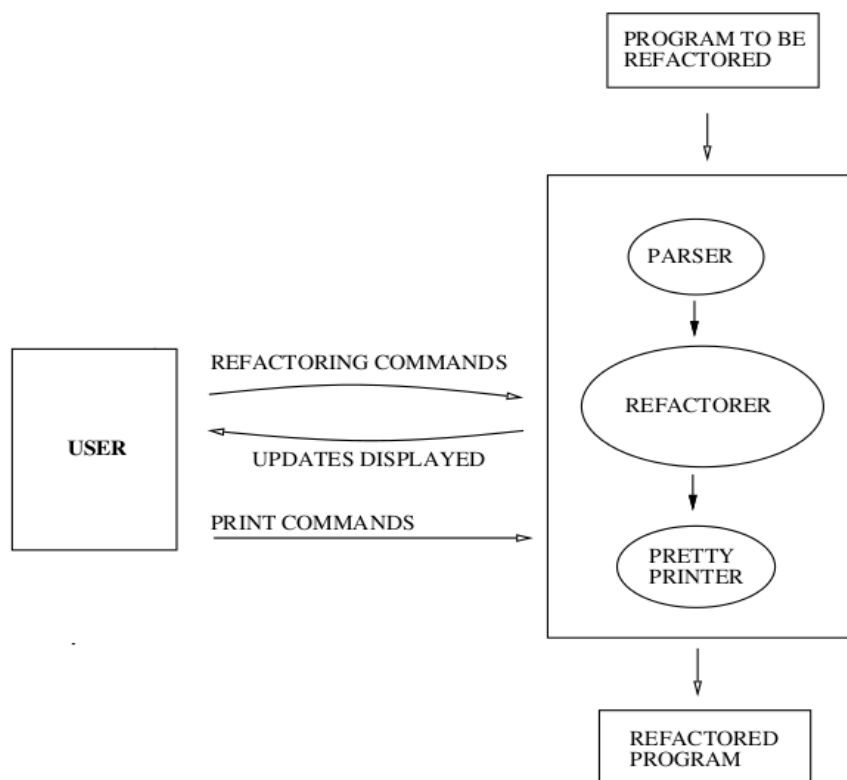 PROGRAM TO BE
REFACTORED
PARSER
REFACTORING COMMANDS
REFACTORER
USER
UPDATES DISPLAYED
PRINT COMMANDS
PRETTY
PRINTER
REFACTORED
PROGRAM